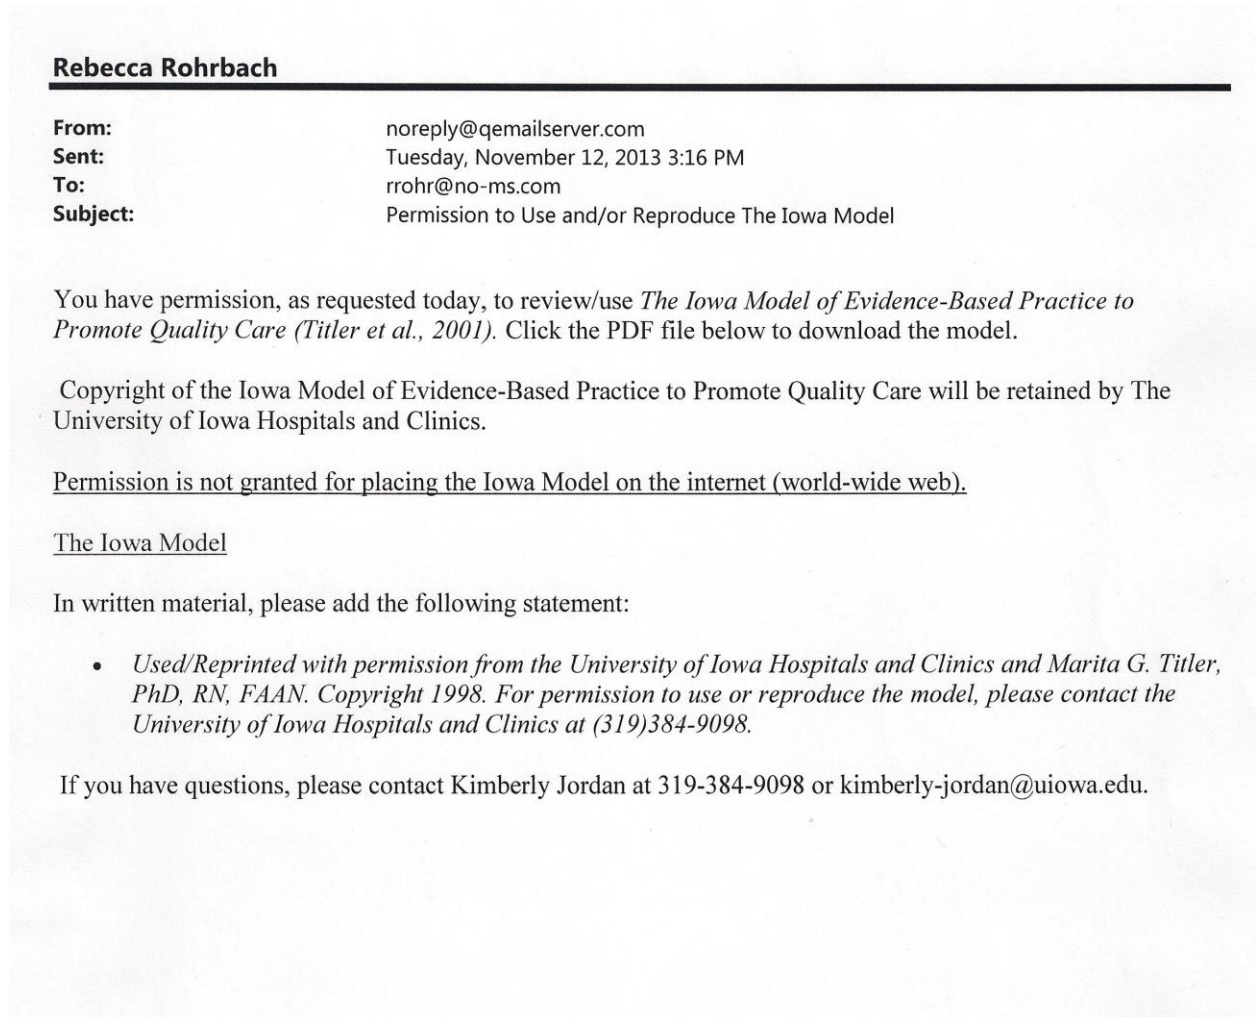 Rebecca Rohrbach
From: noreply@qemailserver.com
Sent: Tuesday, November 12, 2013 3:16 PM
To: rrohr@no-ms.com
Subject: Permission to Use and/or Reproduce The Iowa Model
You have permission, as requested today, to review/use The Iowa Model of Evidence-Based Practice to
Promote Quality Care (Titler et al., 2001). Click the PDF file below to download the model.
Copyright of the Iowa Model of Evidence-Based Practice to Promote Quality Care will be retained by The
University of Iowa Hospitals and Clinics.
Permission is not granted for placing the Iowa Model on the internet (world-wide web).
The Iowa Model
In written material, please add the following statement:
• Used/Reprinted with permission from the University of Iowa Hospitals and Clinics and Marita G. Titler,
PhD, RN, FAAN. Copyright 1998. For permission to use or reproduce the model, please contact the
University of Iowa Hospitals and Clinics at (319)384-9098.
If you have questions, please contact Kimberly Jordan at 319-384-9098 or kimberly-jordan@uiowa.edu.